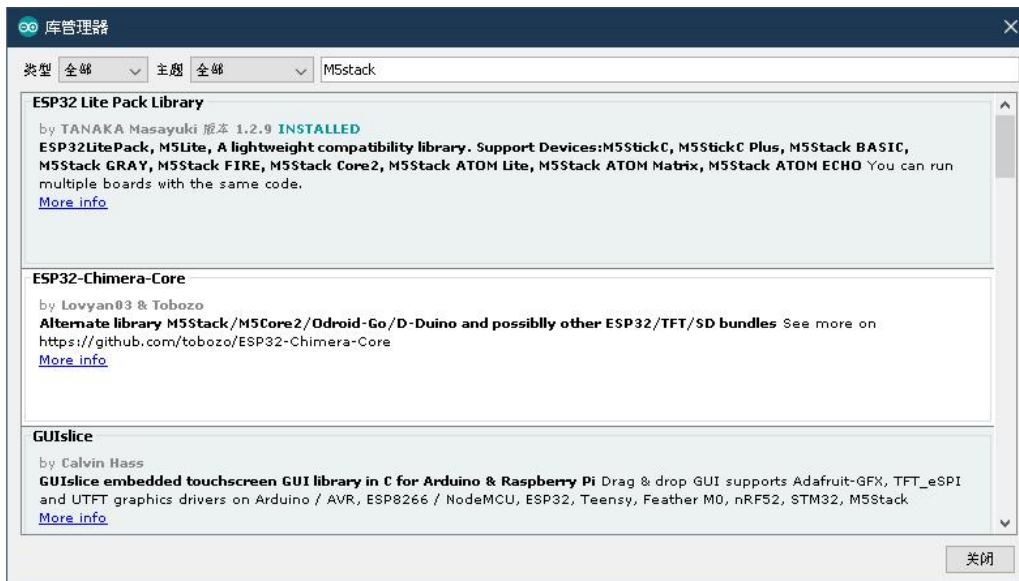 库管理器
类型 全部 主题 全部 M5stack
ESP32 Lite Pack Library
by TANAKA Masayuki 版本 1.2.9 INSTALLED
ESP32LitePack, M5Lite, A lightweight compatibility library. Support Devices:M5StickC, M5StickC Plus, M5Stack BASIC,
M5Stack GRAY, M5Stack FIRE, M5Stack Core2, M5Stack ATOM Lite, M5Stack ATOM Matrix, M5Stack ATOM ECHO You can run
multiple boards with the same code.
More info
ESP32-Chimera-Core
by Lovyan03 & Tobozo
Alternate library M5Stack/M5Core2/Odroid-Go/D-Duino and possiblly other ESP32/TFT/SD bundles See more on
https://github.com/tobozo/ESP32-Chimera-Core
More info
GUIslice
by Calvin Hass
GUIslice embedded touchscreen GUI library in C for Arduino & Raspberry Pi Drag & drop GUI supports Adafruit-GFX, TFT_eSPI
and UTFT graphics drivers on Arduino / AVR, ESP8266 / NodeMCU, ESP32, Teensy, Feather M0, nRF52, STM32, M5Stack
More info
关闭